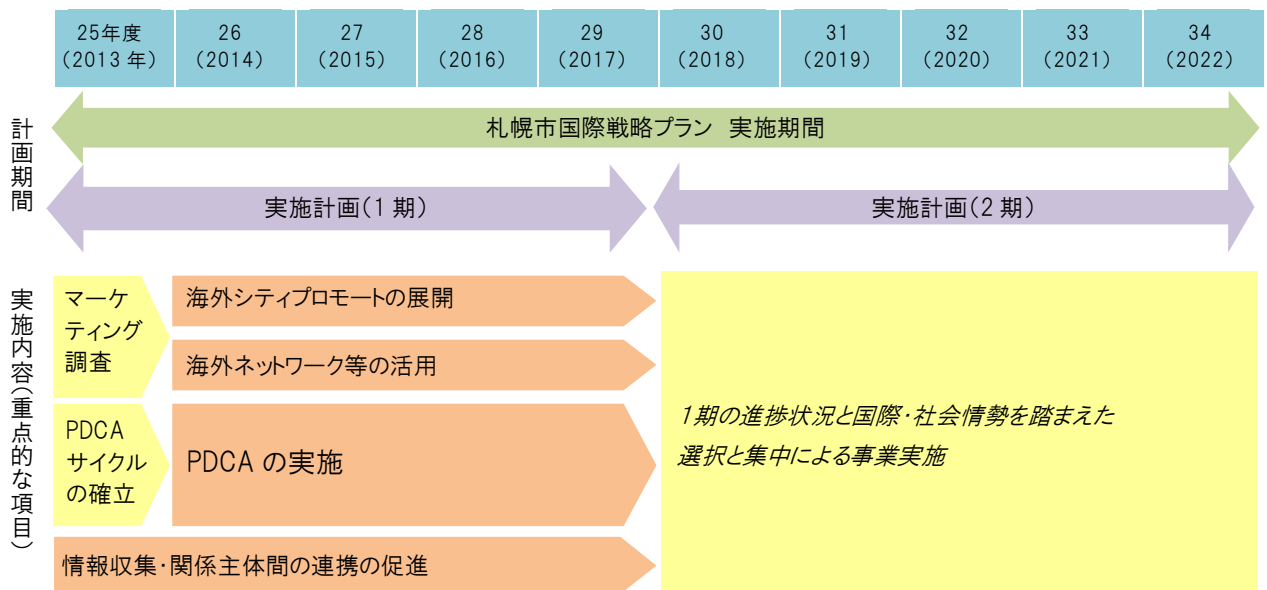 25年度
（2013年）
26
（2014）
27
（2015）
28
（2016）
29
（2017）
30
（2018）
31
（2019）
32
（2020）
33
（2021）
34
（2022）
計画期間
札幌市国際戦略プラン　実施期間
実施計画（1期）
実施計画（2期）
実施内容（重点的な項目）
マーケ
ティング
調査
海外シティプロモートの展開
海外ネットワーク等の活用
PDCA
サイクル
の確立
PDCAの実施
情報収集・関係主体間の連携の促進
1期の進捗状況と国際・社会情勢を踏まえた
選択と集中による事業実施